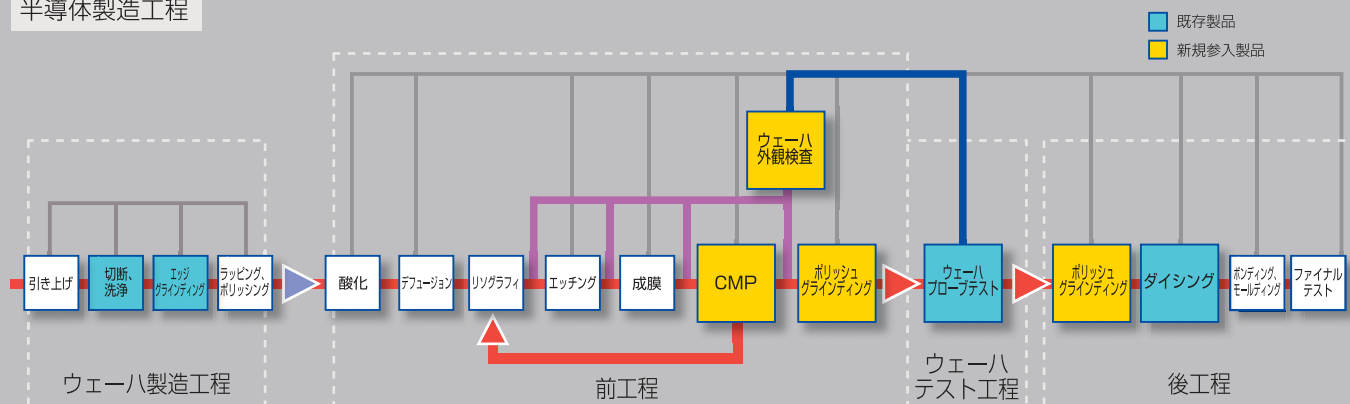 半導体製造工程
既存製品
新規参入製品
ウェーハ
外観検査
引き上げ
切断、
洗浄
エッジ
グラインディング
ラッピング、
ポリッシング
酸化
デフュージョン
リソグラフィ
エッチング
成膜
CMP
ポリッシュ
グラインディング
ウェーハ
プローブテスト
ポリッシュ
グラインディング
ダイシング
ボンディング、
モールディング
ファイナル
テスト
ウェーハ製造工程
前工程
ウェーハ
テスト工程
後工程